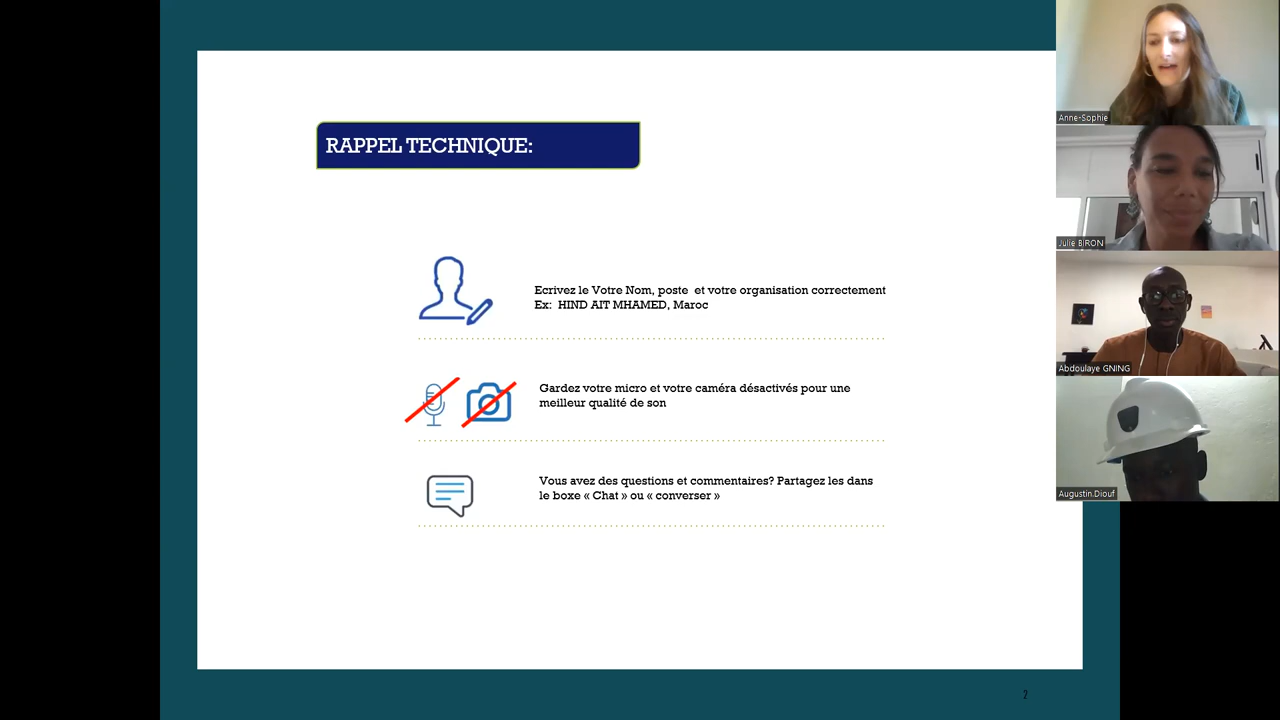 RAPPEL TECHNIQUE:
Ecrivez le Votre Nom, poste et votre organisation correctement
Ex: HIND AIT MHAMED, Maroc
Gardez votre micro et votre caméra désactivés pour une
meilleur qualité de son
Vous avez des questions et commentaires? Partagez les dans
le boxe « Chat » ou « converser »
2
Anne-Sophie
Julie BIRON
Abdoulaye GNING
Augustin.Diouf